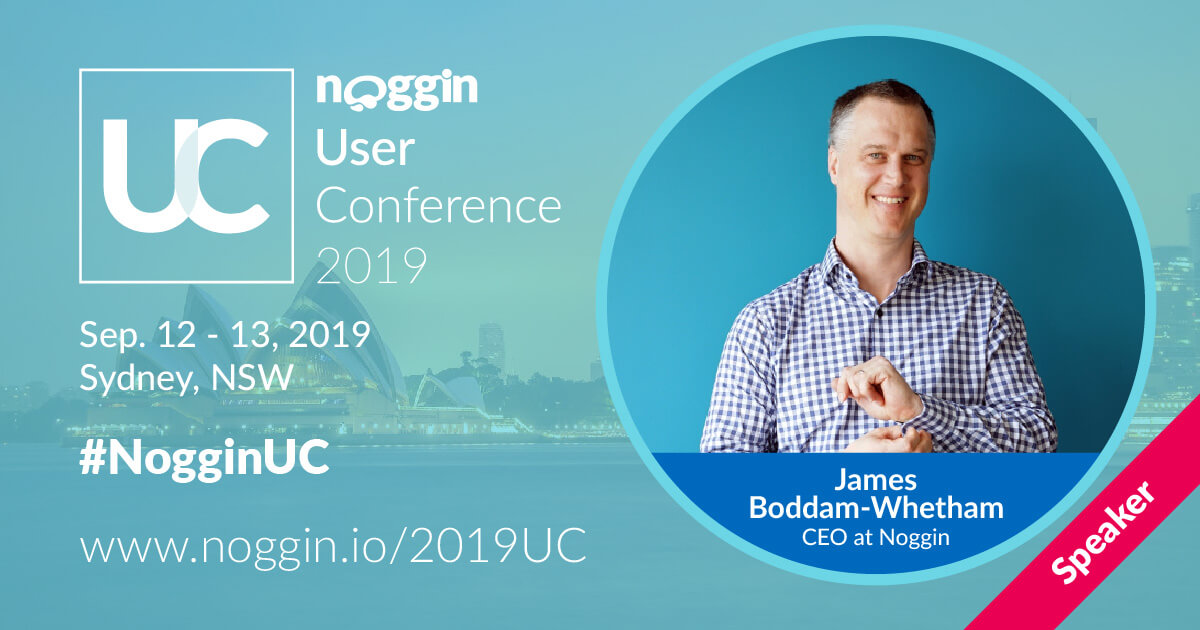 UC
noggin
User
Conference
2019
Sep. 12 - 13, 2019
Sydney, NSW
#NogginUC
www.noggin.io/2019UC
James
Boddam-Whetham
CEO at Noggin
Speaker